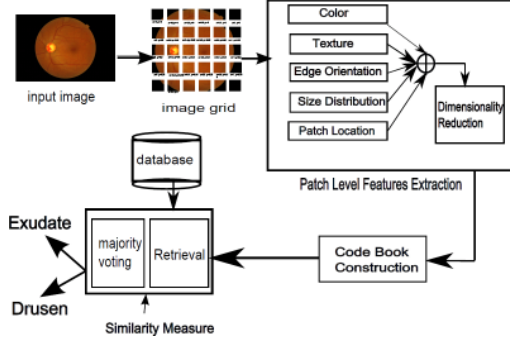 input image
image grid
Color
Texture
Edge Orientation
Size Distribution
Patch Location
Dimensionality
Reduction
Patch Level Features Extraction
database
Exudate
Drusen
majority
voting
Retrieval
Similarity Measure
Code Book
Construction